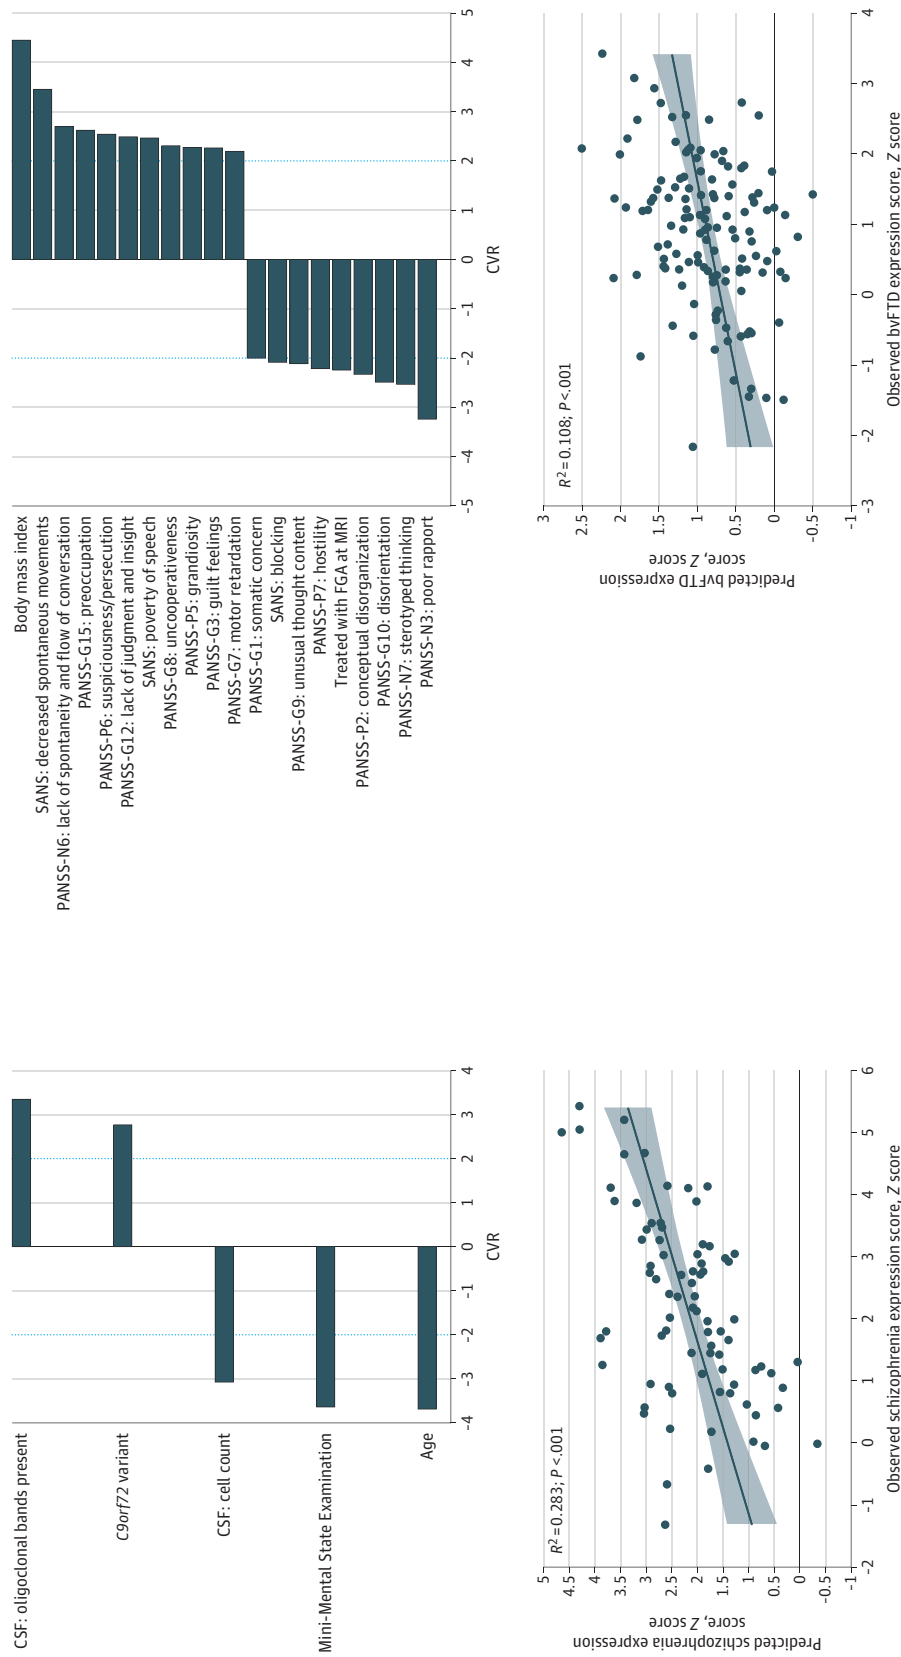 CSF: oligoclonal bands present
C9orf72 variant
CSF: cell count
Mini-Mental State Examination
Age
-4 -3 -2 -1 0 1 2 3 4
CVR
Body mass index
SANS: decreased spontaneous movements
PANSS-N6: lack of spontaneity and flow of conversation
PANSS-G15: preoccupation
PANSS-P6: suspiciousness/persecution
PANSS-G12: lack of judgment and insight
SANS: poverty of speech
PANSS-G8: uncooperativeness
PANSS-P5: grandiosity
PANSS-G3: guilt feelings
PANSS-G7: motor retardation
PANSS-G1: somatic concern
SANS: blocking
PANSS-G9: unusual thought content
PANSS-P7: hostility
Treated with FGA at MRI
PANSS-P2: conceptual disorganization
PANSS-G10: disorientation
PANSS-N7: sterotyped thinking
PANSS-N3: poor rapport
-5 -4 -3 -2 -1 0 1 2 3 4 5
CVR
Predicted schizophrenia expression
score, Z score
5
4.5
4
3.5
3
2.5
2
1.5
1
0.5
0
-0.5
-1
R² = 0.283; P <.001
-2 -1 0 1 2 3 4 5 6
Observed schizophrenia expression score, Z score
Predicted bvFTD expression
score, Z score
3
2.5
2
1.5
1
0.5
0
-0.5
-1
R² = 0.108; P <.001
-3 -2 -1 0 1 2 3 4
Observed bvFTD expression score, Z score